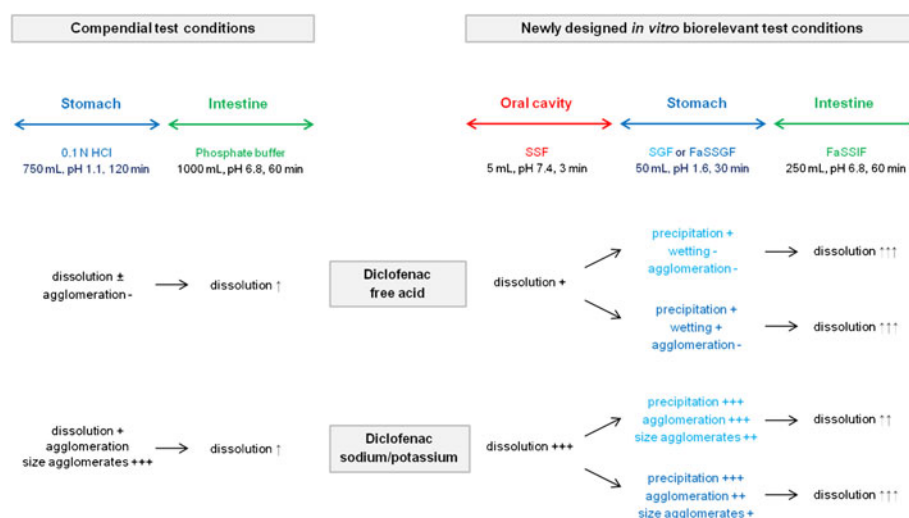 Compendial test conditions
Newly designed in vitro biorelevant test conditions
Stomach
Intestine
Oral cavity
Stomach
Intestine
0.1 N HCl
750 mL, pH 1.1, 120 min
Phosphate buffer
1000 mL, pH 6.8, 60 min
SSF
5 mL, pH 7.4, 3 min
SGF or FaSSGF
50 mL, pH 1.6, 30 min
FaSSIF
250 mL, pH 6.8, 60 min
dissolution ±
agglomeration -
dissolution ↑
Diclofenac
free acid
dissolution +
precipitation +
wetting -
agglomeration -
dissolution ↑↑↑
precipitation +
wetting +
agglomeration -
dissolution ↑↑↑
dissolution +
agglomeration
size agglomerates +++
dissolution ↑
Diclofenac
sodium/potassium
dissolution +++
precipitation +++
agglomeration +++
size agglomerates ++
dissolution ↑↑
precipitation +++
agglomeration ++
size agglomerates +
dissolution ↑↑↑